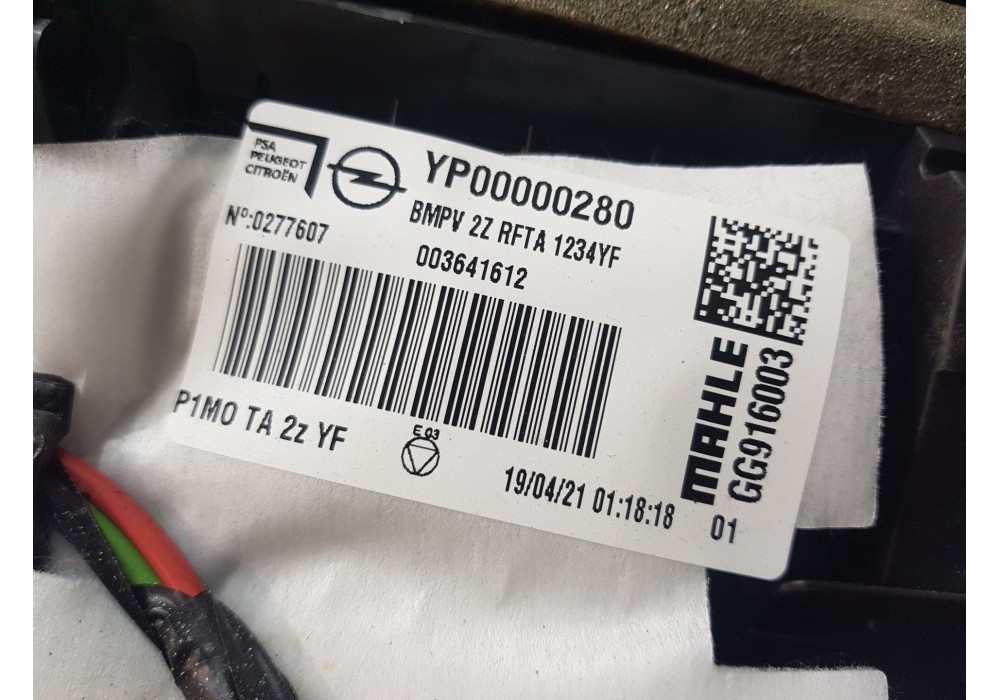 PSA
PEUGEOT
CITROËN
YP00000280
BMPV 2Z RFTA 1234YF
Nº:0277607
003641612
P1MO TA 2z YF
E 03
19/04/21 01:18:18
MAHLE
GG916003
01